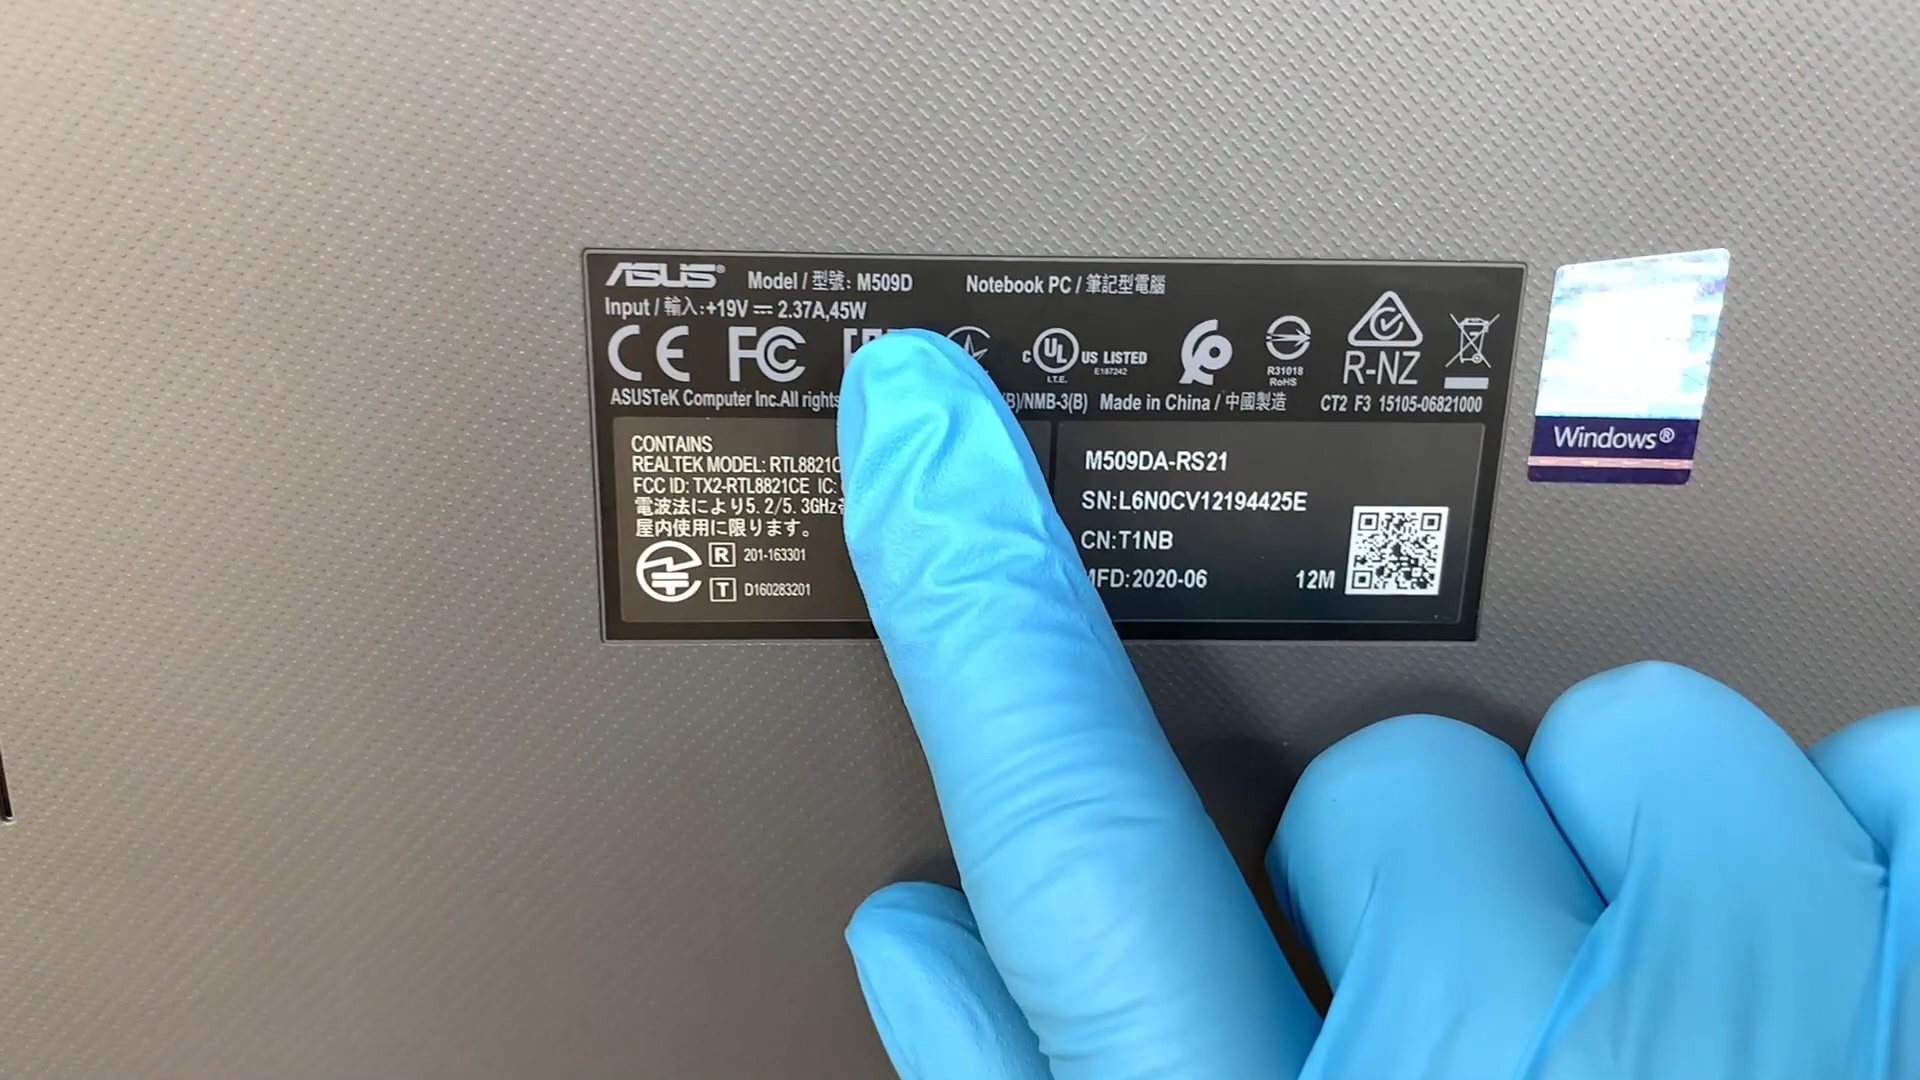 ASUS® Model / 型號: M509D Notebook PC / 筆記型電腦
Input / 輸入:+19V ⎓ 2.37A,45W
CE FC C UL US LISTED
I.T.E. E187242
R31018
RoHS
R-NZ
ASUSTeK Computer Inc.All rights (B)/NMB-3(B) Made in China / 中國製造 CT2 F3 15105-06821000
CONTAINS
REALTEK MODEL:
FCC ID: TX2-RTL8821CE IC:
電波法により5.2/5.3GHz
屋内使用に限ります。
R 201-163301
T D160283201
M509DA-RS21
SN:L6N0CV12194425E
CN:T1NB
MFD:2020-06 12M
Windows®